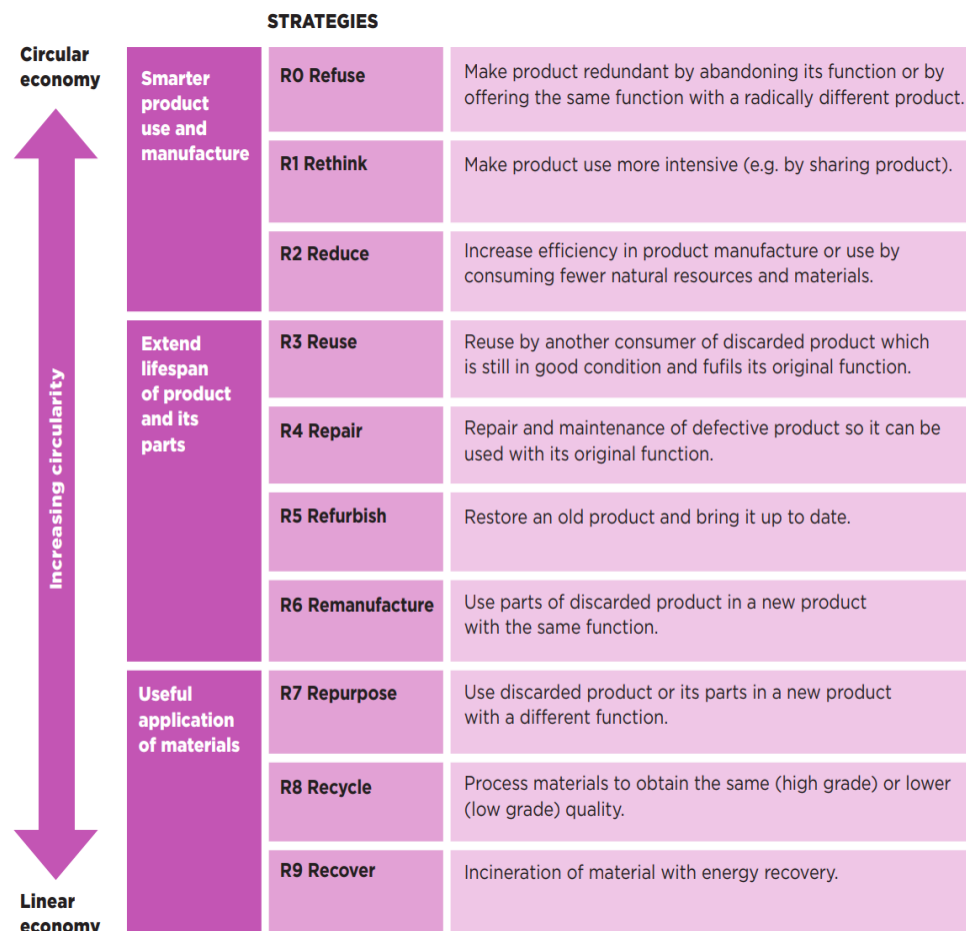 STRATEGIES
Circular
economy
Increasing circularity
Linear
economy
Smarter
product
use and
manufacture
R0 Refuse
Make product redundant by abandoning its function or by
offering the same function with a radically different product.
R1 Rethink
Make product use more intensive (e.g. by sharing product).
R2 Reduce
Increase efficiency in product manufacture or use by
consuming fewer natural resources and materials.
Extend
lifespan
of product
and its
parts
R3 Reuse
Reuse by another consumer of discarded product which
is still in good condition and fufils its original function.
R4 Repair
Repair and maintenance of defective product so it can be
used with its original function.
R5 Refurbish
Restore an old product and bring it up to date.
R6 Remanufacture
Use parts of discarded product in a new product
with the same function.
Useful
application
of materials
R7 Repurpose
Use discarded product or its parts in a new product
with a different function.
R8 Recycle
Process materials to obtain the same (high grade) or lower
(low grade) quality.
R9 Recover
Incineration of material with energy recovery.